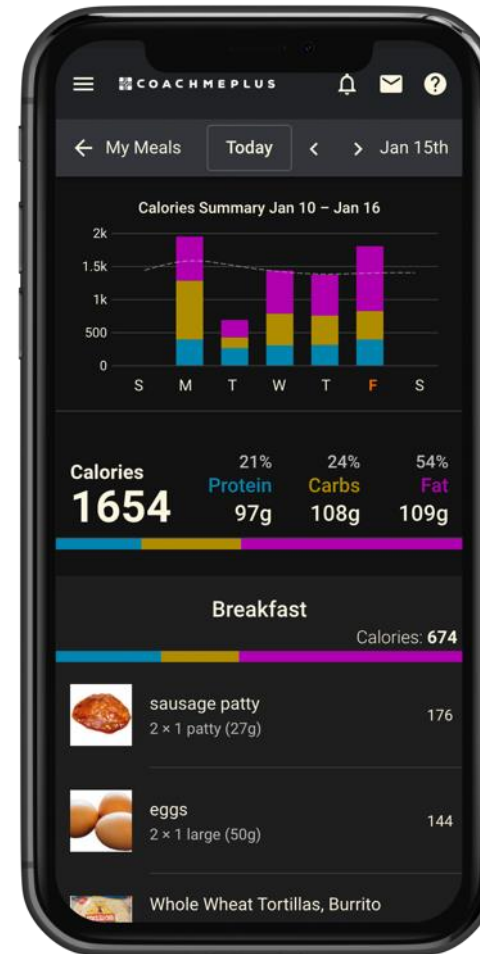 COACHMEPLUS
My Meals Today Jan 15th
Calories Summary Jan 10 – Jan 16
2k
1.5k
1k
500
0
S M T W T F S
21% 24% 54%
Calories Protein Carbs Fat
1654 97g 108g 109g
Breakfast
Calories: 674
sausage patty
2 × 1 patty (27g)
176
eggs
2 × 1 large (50g)
144
Whole Wheat Tortillas, Burrito